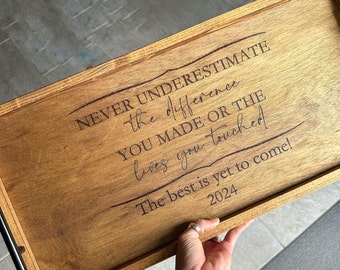 NEVER UNDERESTIMATE
the difference
YOU MADE OR THE
lives you touched
The best is yet to come!
2024